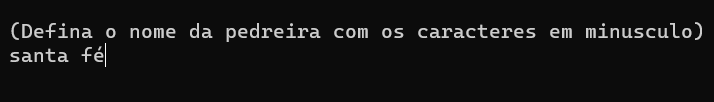 (Defina o nome da pedreira com os caracteres em minusculo)
santa fé